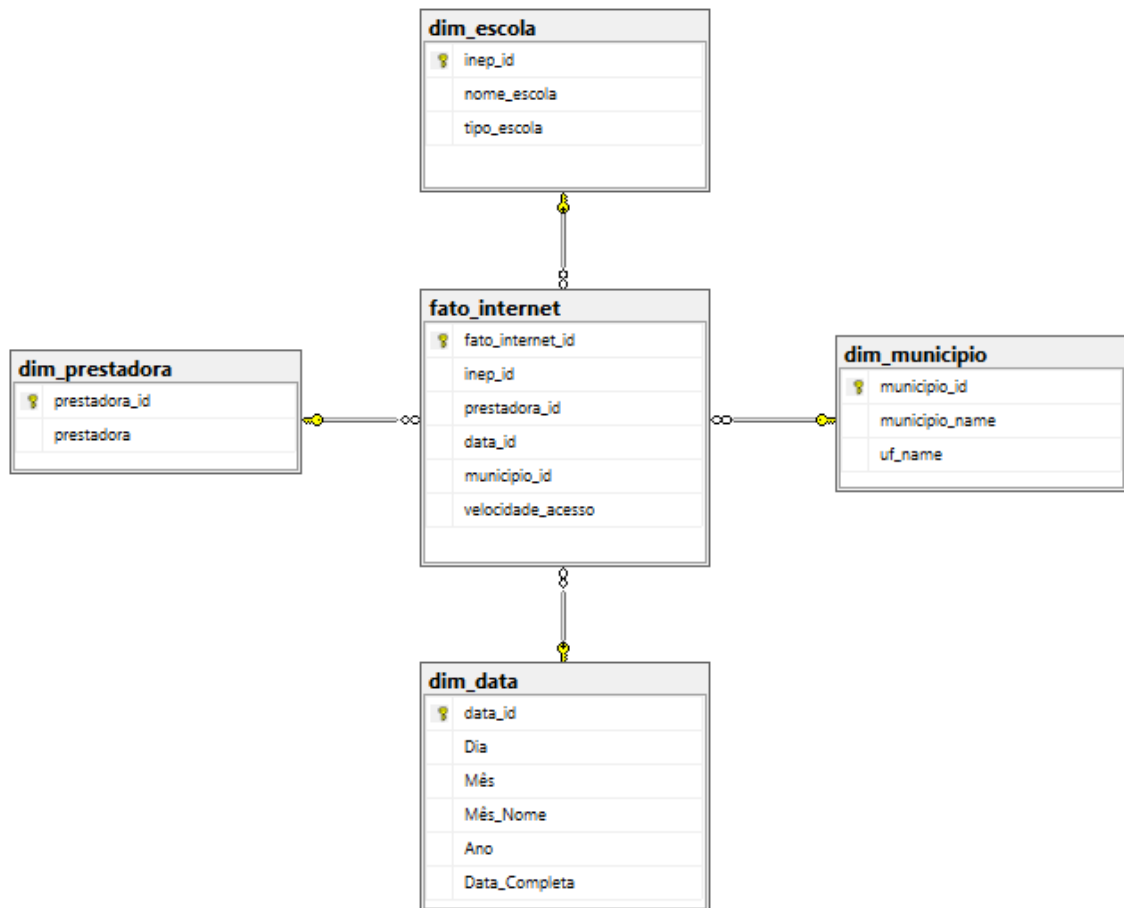 dim_escola
inep_id
nome_escola
tipo_escola
fato_internet
fato_internet_id
inep_id
prestadora_id
data_id
municipio_id
velocidade_acesso
dim_prestadora
prestadora_id
prestadora
dim_municipio
municipio_id
municipio_name
uf_name
dim_data
data_id
Dia
Mês
Mês_Nome
Ano
Data_Completa